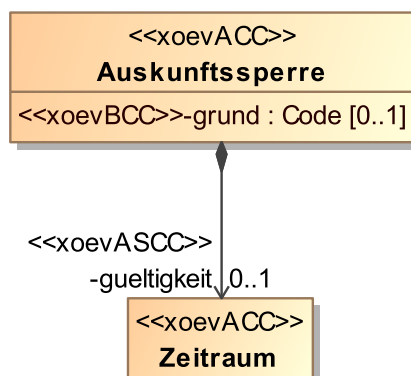 <<xoevACC>>
Auskunftssperre
<<xoevBCC>>-grund : Code [0..1]
<<xoevASCC>>
-gueltigkeit 0..1
<<xoevACC>>
Zeitraum